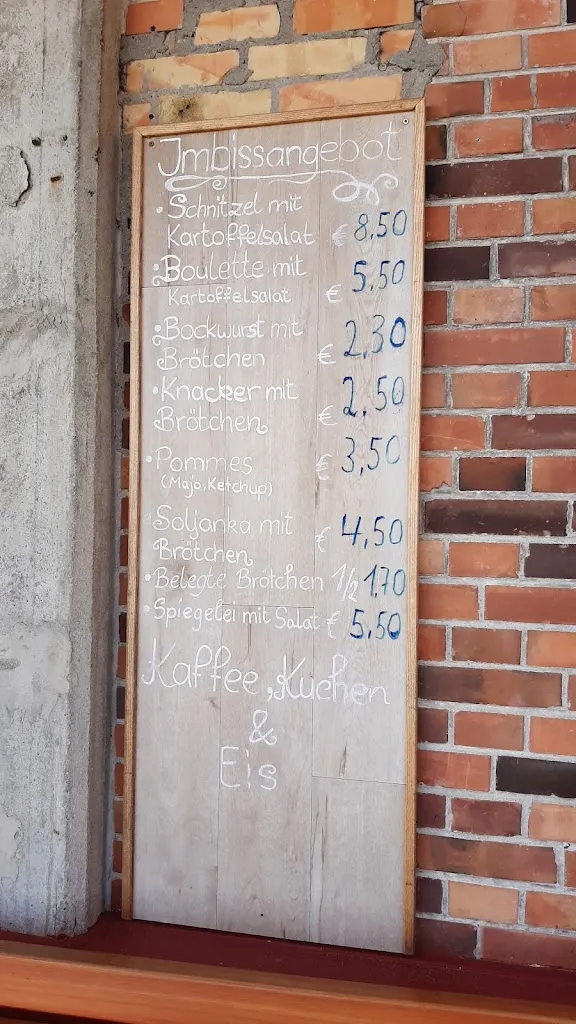 Imbissangebot
• Schnitzel mit
Kartoffelsalat € 8,50
• Boulette mit
Kartoffelsalat € 5,50
• Bockwurst mit
Brötchen € 2,30
• Knacker mit
Brötchen € 2,50
• Pommes € 3,50
(Majo, Ketchup)
• Soljanka mit
Brötchen € 4,50
• Belegte Brötchen 1/2 1,70
• Spiegelei mit Salat € 5,50
Kaffee, Kuchen
&
Eis